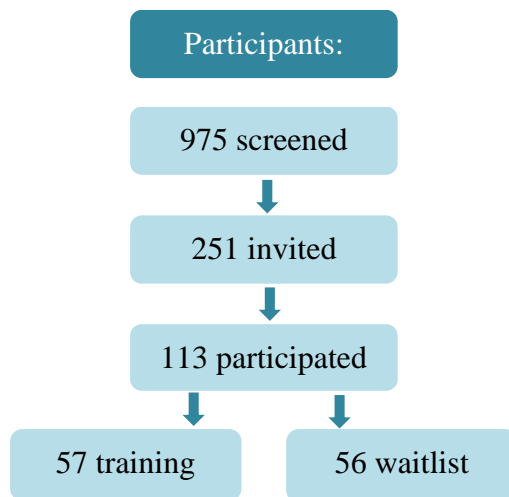 Participants:
975 screened
251 invited
113 participated
57 training
56 waitlist